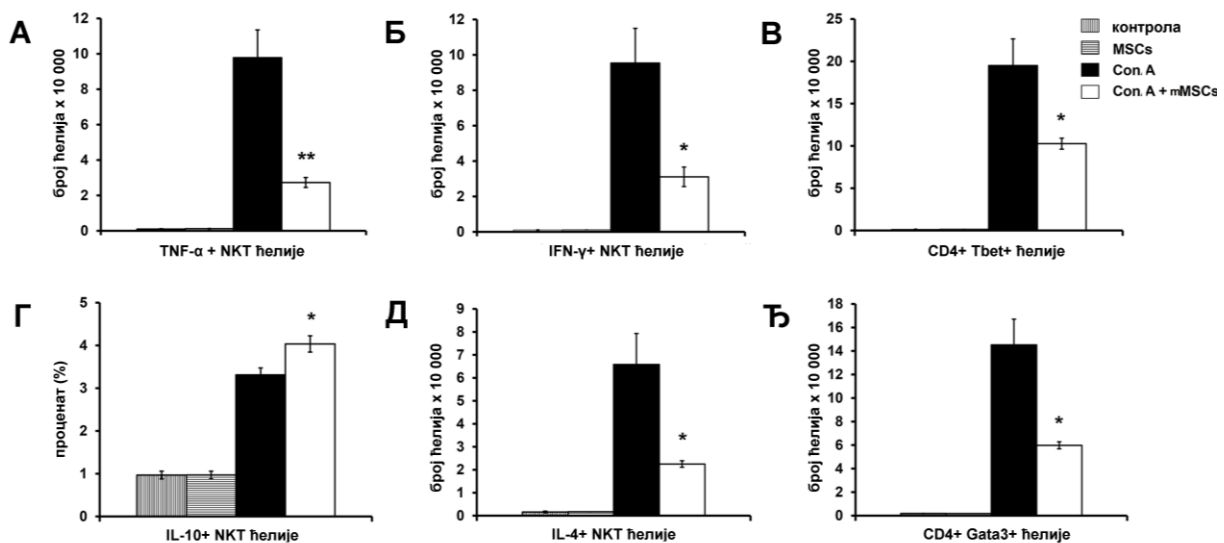 А
број ћелија x 10 000
12
10
8
6
4
2
0
**
TNF-α + NKT ћелије
Б
број ћелија x 10 000
12
10
8
6
4
2
0
*
IFN-γ+ NKT ћелије
В
број ћелија x 10 000
25
20
15
10
5
0
*
CD4+ Tbet+ ћелије
контрола
MSCs
Con. A
Con. A + mMSCs
Г
проценат (%)
5
4
3
2
1
0
*
IL-10+ NKT ћелије
Д
број ћелија x 10 000
9
8
7
6
5
4
3
2
1
0
*
IL-4+ NKT ћелије
Ђ
број ћелија x 10 000
18
16
14
12
10
8
6
4
2
0
*
CD4+ Gata3+ ћелије